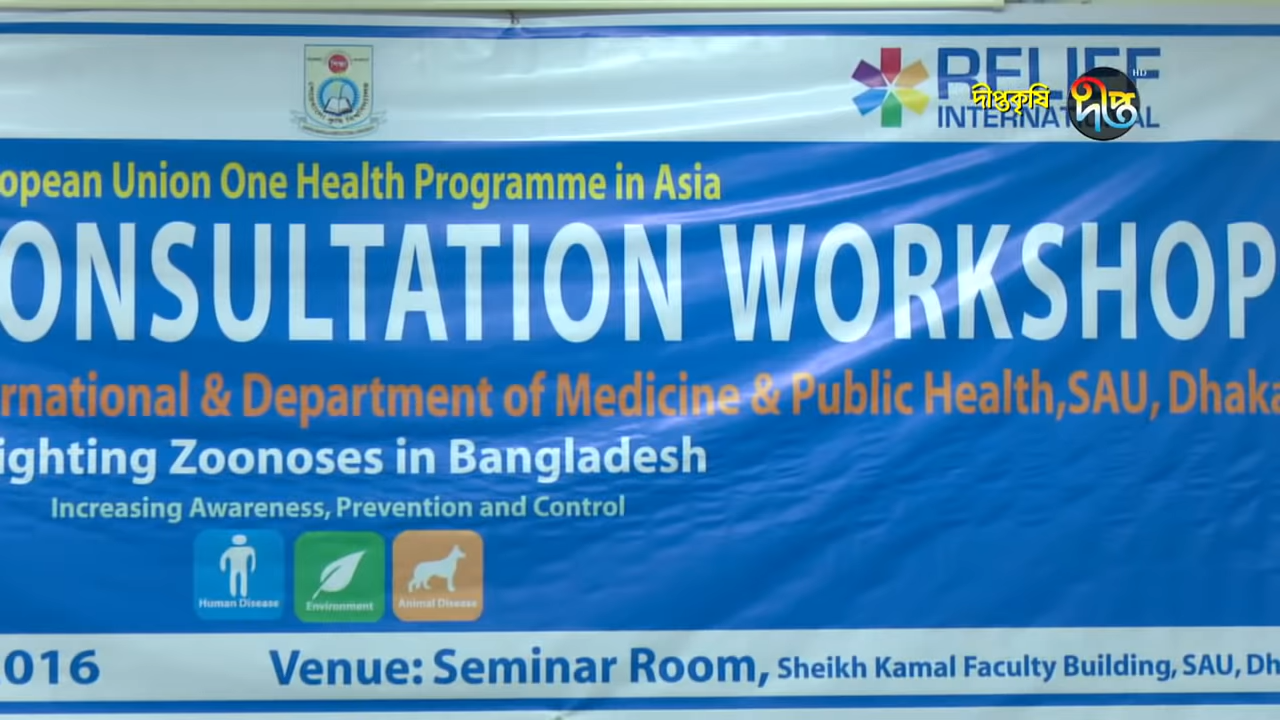 RELIEF
INTERNATIONAL
দীপ্ত কৃষি
দীপ্ত
HD
opean Union One Health Programme in Asia
ONSULTATION WORKSHOP
rnational & Department of Medicine & Public Health,SAU, Dhaka
ighting Zoonoses in Bangladesh
Increasing Awareness, Prevention and Control
Human Disease
Environment
Animal Disease
2016
Venue: Seminar Room, Sheikh Kamal Faculty Building, SAU, Dh